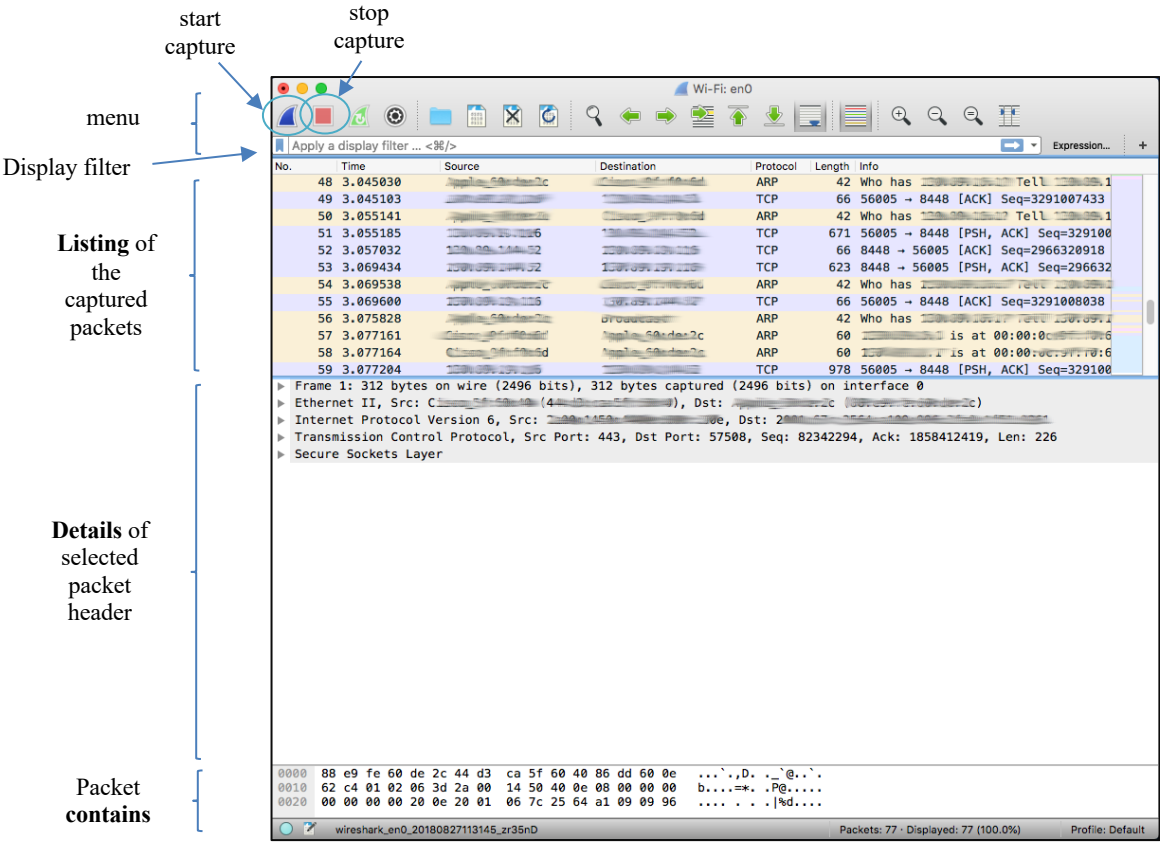 start
capture
stop
capture
menu
Display filter
Listing of
the
captured
packets
Details of
selected
packet
header
Packet
contains
Wi-Fi: en0
Apply a display filter ... <⌘/>
Expression... +
No. Time Source Destination Protocol Length Info
48 3.045030 ARP 42 Who has Tell
49 3.045103 TCP 66 56005 → 8448 [ACK] Seq=3291007433
50 3.055141 ARP 42 Who has Tell
51 3.055185 TCP 671 56005 → 8448 [PSH, ACK] Seq=329100
52 3.057032 TCP 66 8448 → 56005 [ACK] Seq=2966320918
53 3.069434 TCP 623 8448 → 56005 [PSH, ACK] Seq=296632
54 3.069538 ARP 42 Who has
55 3.069600 TCP 66 56005 → 8448 [ACK] Seq=3291008038
56 3.075828 ARP 42 Who has
57 3.077161 ARP 60 is at
58 3.077164 ARP 60 is at
59 3.077204 TCP 978 56005 → 8448 [PSH, ACK] Seq=329100
Frame 1: 312 bytes on wire (2496 bits), 312 bytes captured (2496 bits) on interface 0
Ethernet II, Src: Dst:
Internet Protocol Version 6, Src: Dst:
Transmission Control Protocol, Src Port: 443, Dst Port: 57508, Seq: 82342294, Ack: 1858412419, Len: 226
Secure Sockets Layer
0000 88 e9 fe 60 de 2c 44 d3 ca 5f 60 40 86 dd 60 0e ...`.,D. ._`@..`.
0010 62 c4 01 02 06 3d 2a 00 14 50 40 0e 08 00 00 00 b....=*. .P@.....
0020 00 00 00 00 20 0e 20 01 06 7c 25 64 a1 09 09 96 .... . . .|%d....
wireshark_en0_20180827113145_zr35nD Packets: 77 · Displayed: 77 (100.0%) Profile: Default